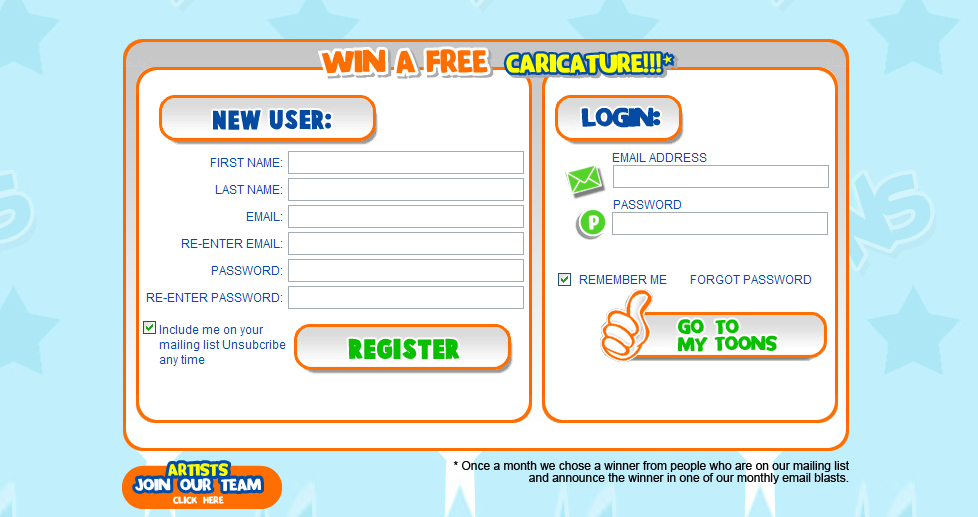 WIN A FREE CARICATURE!!!*
NEW USER:
FIRST NAME:
LAST NAME:
EMAIL:
RE-ENTER EMAIL:
PASSWORD:
RE-ENTER PASSWORD:
Include me on your
mailing list Unsubcribe
any time
REGISTER
LOGIN:
EMAIL ADDRESS
P
PASSWORD
REMEMBER ME FORGOT PASSWORD
GO TO
MY TOONS
ARTISTS
JOIN OUR TEAM
CLICK HERE
* Once a month we chose a winner from people who are on our mailing list
and announce the winner in one of our monthly email blasts.